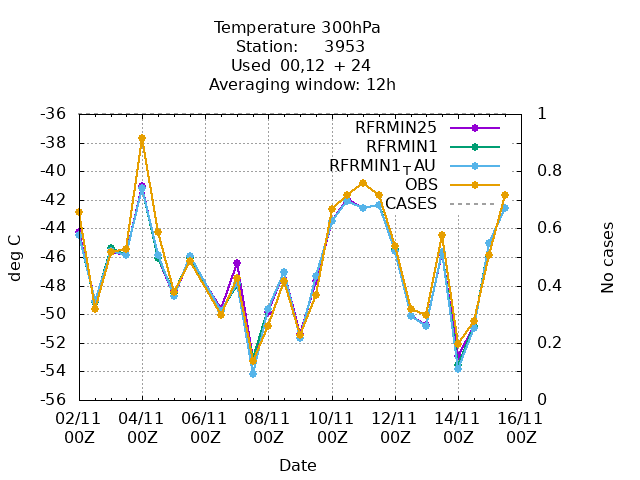 Temperature 300hPa
Station: 3953
Used 00,12 + 24
Averaging window: 12h
RFRMIN25
RFRMIN1
RFRMIN1TAU
OBS
CASES
-36
-38
-40
-42
-44
-46
-48
-50
-52
-54
-56
1
0.8
0.6
0.4
0.2
0
deg C
No cases
02/11 04/11 06/11 08/11 10/11 12/11 14/11 16/11
00Z 00Z 00Z 00Z 00Z 00Z 00Z 00Z
Date